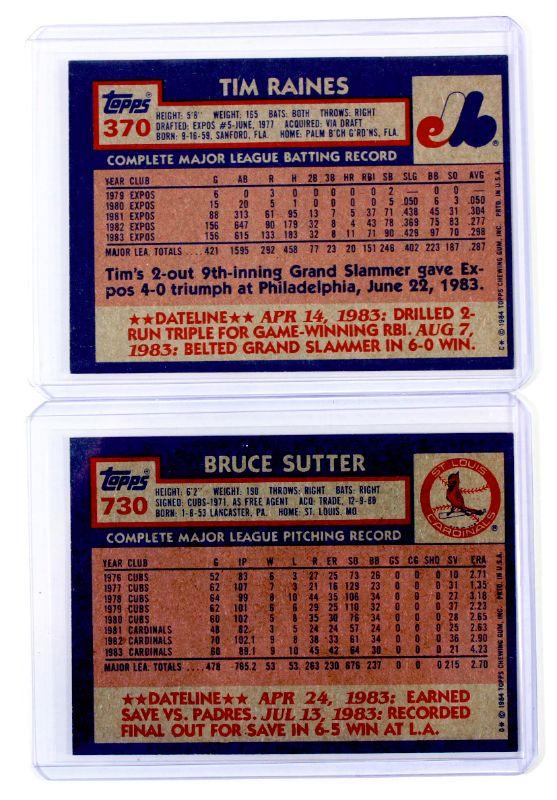 TIM RAINES
Topps
370
HEIGHT: 5'8" WEIGHT: 165 BATS: BOTH THROWS: RIGHT
DRAFTED: EXPOS #5-JUNE, 1977 ACQUIRED: VIA DRAFT
BORN: 9-16-59, SANFORD, FLA. HOME: PALM B'CH G'RD'NS, FLA.
COMPLETE MAJOR LEAGUE BATTING RECORD
YEAR CLUB G AB R H 2B 3B HR RBI SB SLG BB SO AVG
1979 EXPOS 6 0 3 0 0 0 0 0 2 — 0 0 —
1980 EXPOS 15 20 5 1 0 0 0 0 5 .050 6 3 .050
1981 EXPOS 88 313 61 95 13 7 5 37 71 .438 45 31 .304
1982 EXPOS 156 647 90 179 32 8 4 43 78 .369 75 83 .277
1983 EXPOS 156 615 133 183 32 8 11 71 90 .429 97 70 .298
MAJOR LEA. TOTALS .... 421 1595 292 458 77 23 20 151 246 .402 223 187 .287
Tim's 2-out 9th-inning Grand Slammer gave Ex-
pos 4-0 triumph at Philadelphia, June 22, 1983.
★★DATELINE★★ APR 14, 1983: DRILLED 2-
RUN TRIPLE FOR GAME-WINNING RBI. AUG 7,
1983: BELTED GRAND SLAMMER IN 6-0 WIN.
C* © 1984 TOPPS CHEWING GUM, INC. PRTD. IN U.S.A.
BRUCE SUTTER
Topps
730
HEIGHT: 6'2" WEIGHT: 190 THROWS: RIGHT BATS: RIGHT
SIGNED: CUBS-1971, AS FREE AGENT ACQ: TRADE, 12-9-80
BORN: 1-8-53 LANCASTER, PA. HOME: ST. LOUIS, MO.
ST. LOUIS
CARDINALS
COMPLETE MAJOR LEAGUE PITCHING RECORD
YEAR CLUB G IP W L R ER SO BB GS CG SHO SV ERA
1976 CUBS 52 83 6 3 27 25 73 26 0 0 0 10 2.71
1977 CUBS 62 107 7 3 21 16 129 23 0 0 0 31 1.35
1978 CUBS 64 99 8 10 44 35 106 34 0 0 0 27 3.18
1979 CUBS 62 101 6 6 29 25 110 32 0 0 0 37 2.23
1980 CUBS 60 102 5 8 35 30 76 34 0 0 0 28 2.65
1981 CARDINALS 48 82 3 5 24 24 57 24 0 0 0 25 2.63
1982 CARDINALS 70 102.1 9 8 38 33 61 34 0 0 0 36 2.90
1983 CARDINALS 60 89.1 9 10 45 42 64 30 0 0 0 21 4.23
MAJOR LEA. TOTALS .... 478 765.2 53 53 263 230 676 237 0 0 0 215 2.70
★★DATELINE★★ APR 24, 1983: EARNED
SAVE VS. PADRES. JUL 13, 1983: RECORDED
FINAL OUT FOR SAVE IN 6-5 WIN AT L.A.
© 1984 TOPPS CHEWING GUM, INC. PRTD. IN U.S.A.